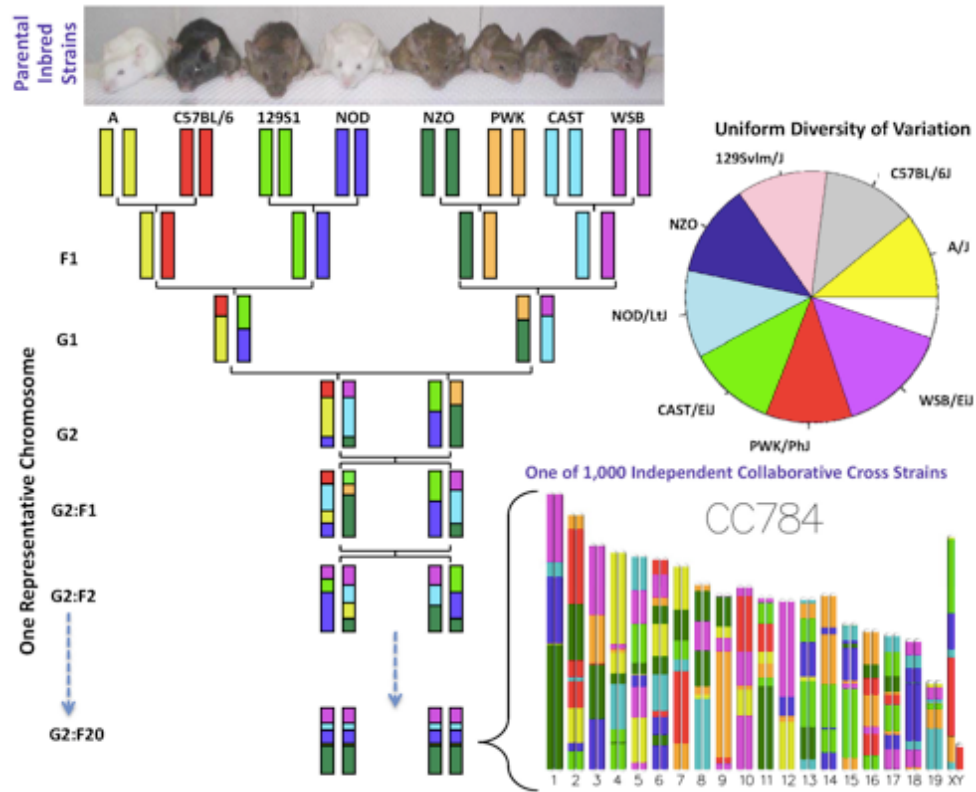 Parental
Inbred
Strains
A
C57BL/6
129S1
NOD
NZO
PWK
CAST
WSB
F1
G1
G2
G2:F1
G2:F2
G2:F20
One Representative Chromosome
Uniform Diversity of Variation
129SvIm/J
C57BL/6J
NZO
A/J
NOD/LtJ
WSB/EiJ
CAST/EiJ
PWK/PhJ
One of 1,000 Independent Collaborative Cross Strains
CC784
1 2 3 4 5 6 7 8 9 10 11 12 13 14 15 16 17 18 19 XY